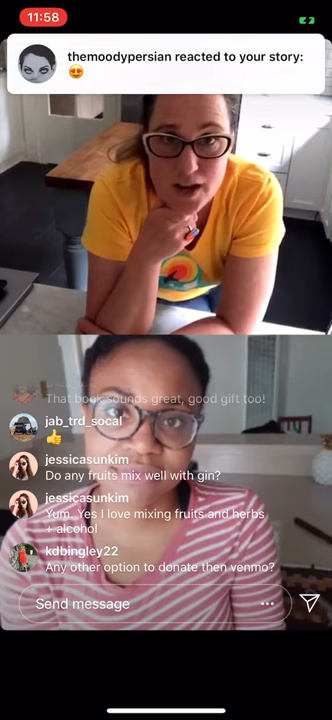 11:58
themoodypersian reacted to your story:
😍
That book sounds great, good gift too!
jab_trd_socal
👍
jessicasunkim
Do any fruits mix well with gin?
jessicasunkim
Yum. Yes I love mixing fruits and herbs
+ alcohol
kdbingley22
Any other option to donate then venmo?
Send message